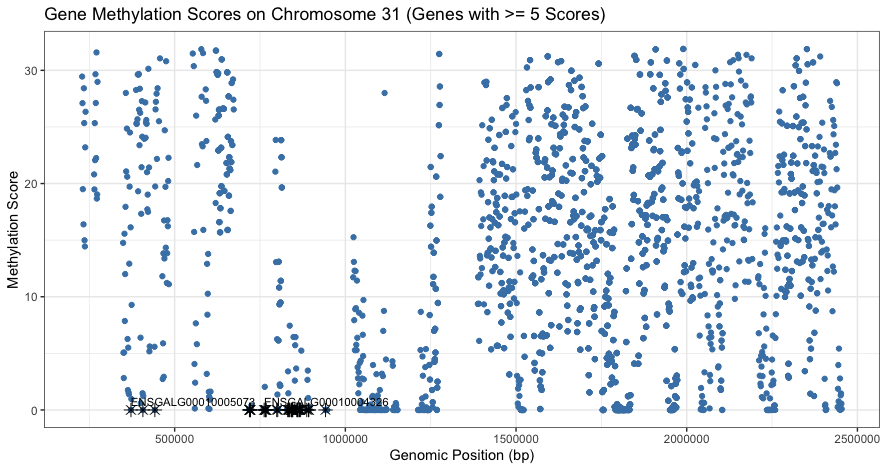 Gene Methylation Scores on Chromosome 31 (Genes with >= 5 Scores)
Methylation Score
30
20
10
0
ENSGALG00010005073 ENSGALG00010004326
500000 1000000 1500000 2000000 2500000
Genomic Position (bp)